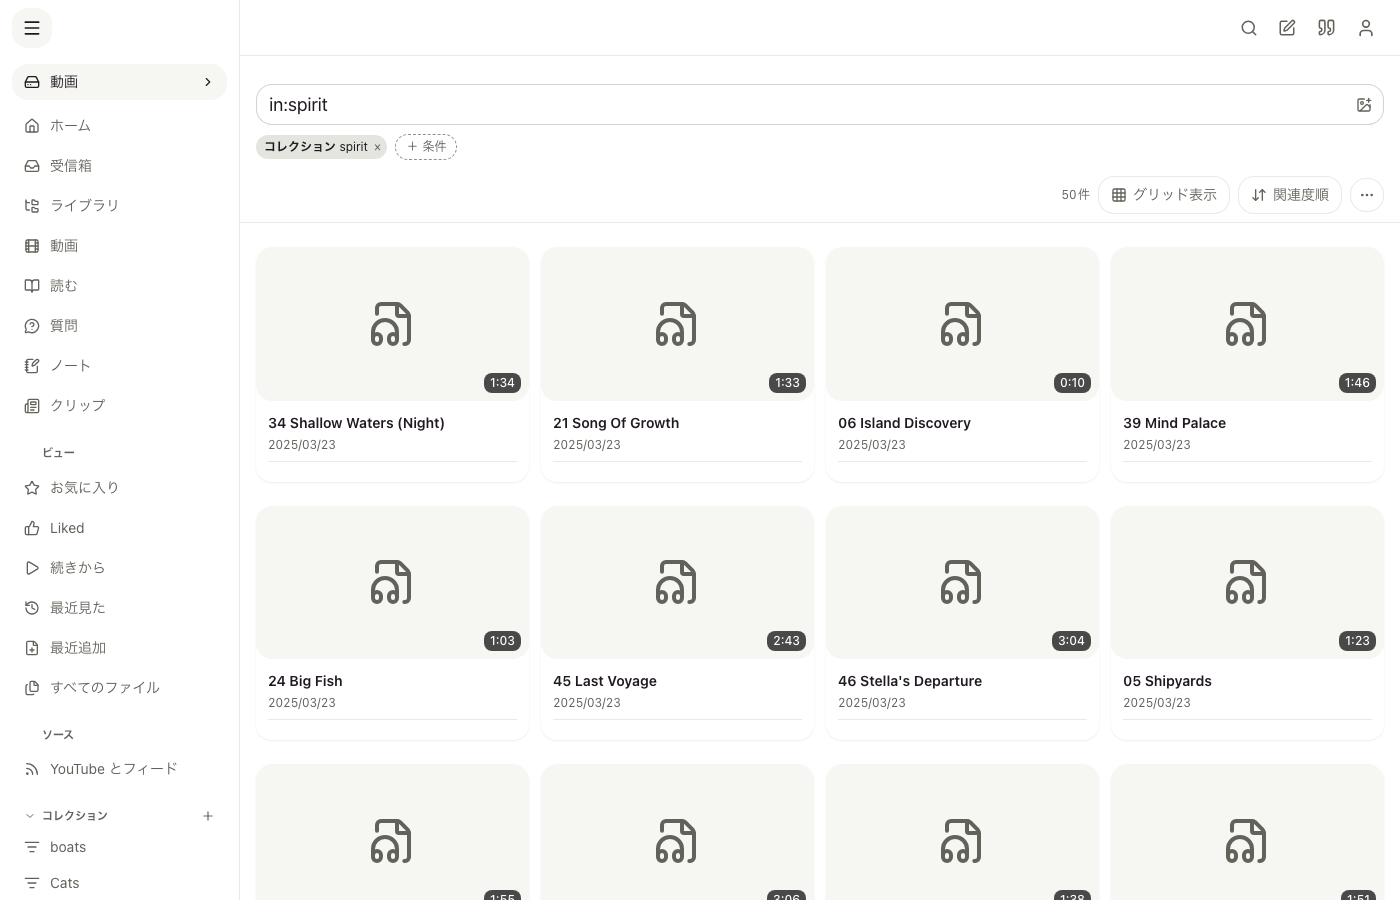 動画
ホーム
受信箱
ライブラリ
動画
読む
質問
ノート
クリップ
ビュー
お気に入り
Liked
続きから
最近見た
最近追加
すべてのファイル
ソース
YouTube とフィード
コレクション
boats
Cats
in:spirit
コレクション spirit ×
+ 条件
50件 グリッド表示 関連度順
1:34
34 Shallow Waters (Night)
2025/03/23
1:33
21 Song Of Growth
2025/03/23
0:10
06 Island Discovery
2025/03/23
1:46
39 Mind Palace
2025/03/23
1:03
24 Big Fish
2025/03/23
2:43
45 Last Voyage
2025/03/23
3:04
46 Stella's Departure
2025/03/23
1:23
05 Shipyards
2025/03/23
1:55
3:06
1:38
1:51